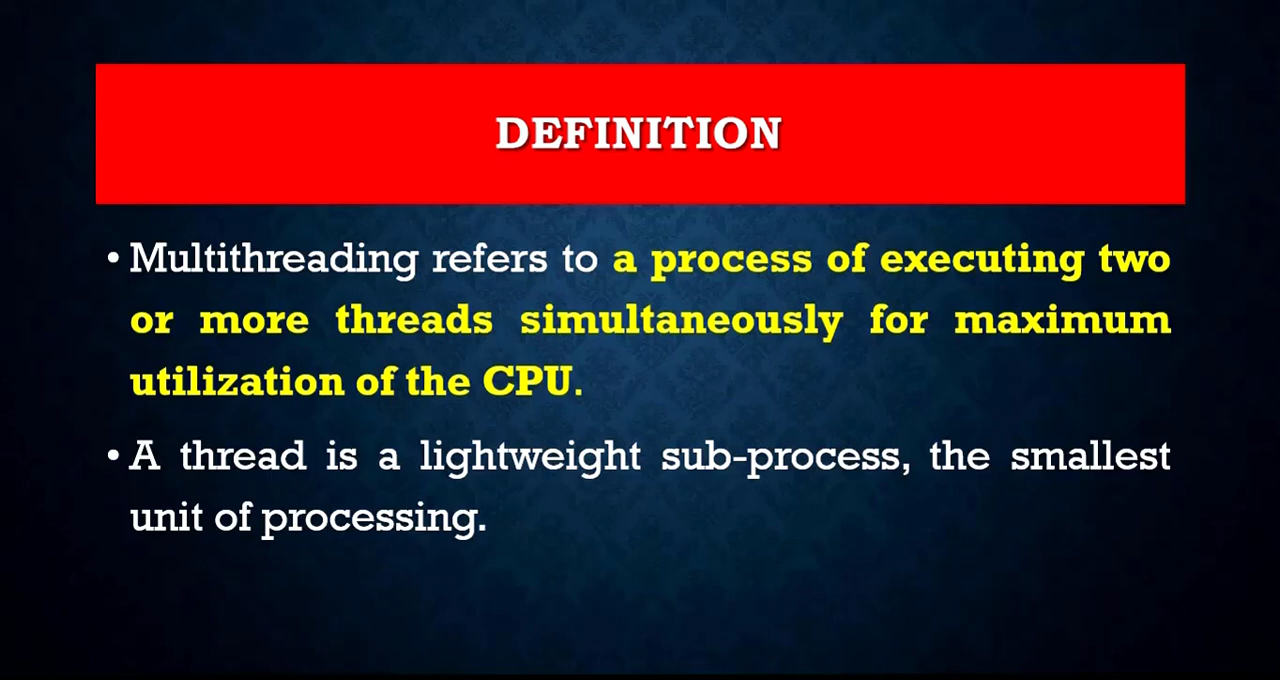 DEFINITION
• Multithreading refers to a process of executing two
or more threads simultaneously for maximum
utilization of the CPU.
• A thread is a lightweight sub-process, the smallest
unit of processing.